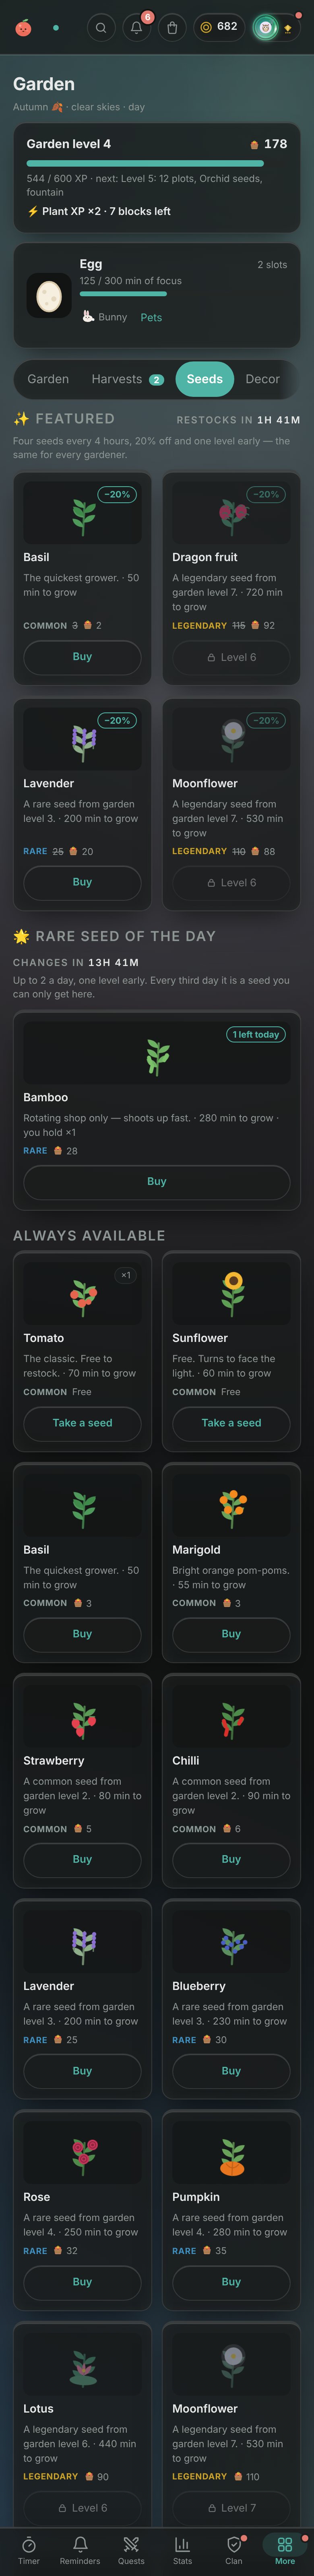 6
682
Garden
Autumn 🍂 · clear skies · day
Garden level 4
178
544 / 600 XP · next: Level 5: 12 plots, Orchid seeds,
fountain
⚡ Plant XP ×2 · 7 blocks left
Egg
2 slots
125 / 300 min of focus
Bunny
Pets
Garden
Harvests 2
Seeds
Decor
✨ FEATURED
RESTOCKS IN 1H 41M
Four seeds every 4 hours, 20% off and one level early — the
same for every gardener.
−20%
Basil
The quickest grower. · 50
min to grow
COMMON 3 2
Buy
−20%
Dragon fruit
A legendary seed from
garden level 7. · 720 min
to grow
LEGENDARY 115 92
Level 6
−20%
Lavender
A rare seed from garden
level 3. · 200 min to grow
RARE 25 20
Buy
−20%
Moonflower
A legendary seed from
garden level 7. · 530 min
to grow
LEGENDARY 110 88
Level 6
🌟 RARE SEED OF THE DAY
CHANGES IN 13H 41M
Up to 2 a day, one level early. Every third day it is a seed you
can only get here.
1 left today
Bamboo
Rotating shop only — shoots up fast. · 280 min to grow ·
you hold ×1
RARE 28
Buy
ALWAYS AVAILABLE
×1
Tomato
The classic. Free to
restock. · 70 min to grow
COMMON Free
Take a seed
Sunflower
Free. Turns to face the
light. · 60 min to grow
COMMON Free
Take a seed
Basil
The quickest grower. · 50
min to grow
COMMON 3
Buy
Marigold
Bright orange pom-poms.
· 55 min to grow
COMMON 3
Buy
Strawberry
A common seed from
garden level 2. · 80 min to
grow
COMMON 5
Buy
Chilli
A common seed from
garden level 2. · 90 min to
grow
COMMON 6
Buy
Lavender
A rare seed from garden
level 3. · 200 min to grow
RARE 25
Buy
Blueberry
A rare seed from garden
level 3. · 230 min to grow
RARE 30
Buy
Rose
A rare seed from garden
level 4. · 250 min to grow
RARE 32
Buy
Pumpkin
A rare seed from garden
level 4. · 280 min to grow
RARE 35
Buy
Lotus
A legendary seed from
garden level 6. · 440 min
to grow
LEGENDARY 90
Level 6
Moonflower
A legendary seed from
garden level 7. · 530 min
to grow
LEGENDARY 110
Level 7
Timer
Reminders
Quests
Stats
Clan
More